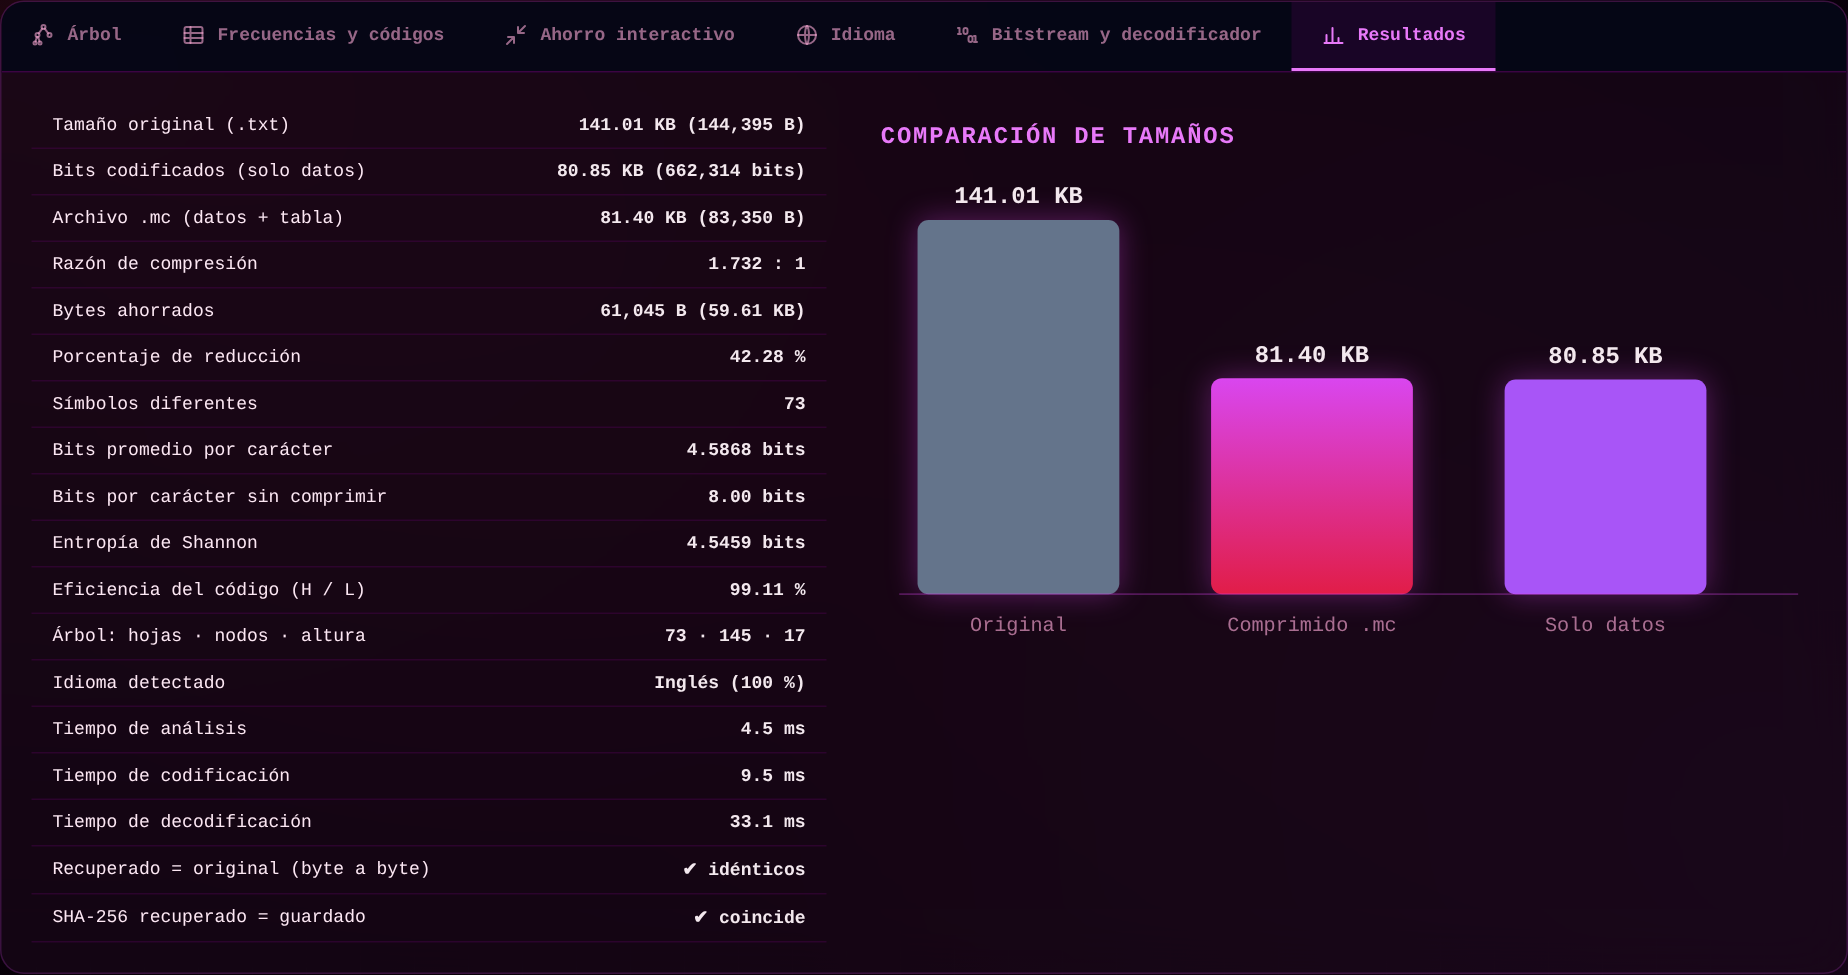 Árbol Frecuencias y códigos Ahorro interactivo Idioma Bitstream y decodificador Resultados
Tamaño original (.txt) 141.01 KB (144,395 B)
Bits codificados (solo datos) 80.85 KB (662,314 bits)
Archivo .mc (datos + tabla) 81.40 KB (83,350 B)
Razón de compresión 1.732 : 1
Bytes ahorrados 61,045 B (59.61 KB)
Porcentaje de reducción 42.28 %
Símbolos diferentes 73
Bits promedio por carácter 4.5868 bits
Bits por carácter sin comprimir 8.00 bits
Entropía de Shannon 4.5459 bits
Eficiencia del código (H / L) 99.11 %
Árbol: hojas · nodos · altura 73 · 145 · 17
Idioma detectado Inglés (100 %)
Tiempo de análisis 4.5 ms
Tiempo de codificación 9.5 ms
Tiempo de decodificación 33.1 ms
Recuperado = original (byte a byte) ✔ idénticos
SHA-256 recuperado = guardado ✔ coincide
COMPARACIÓN DE TAMAÑOS
141.01 KB
81.40 KB
80.85 KB
Original
Comprimido .mc
Solo datos